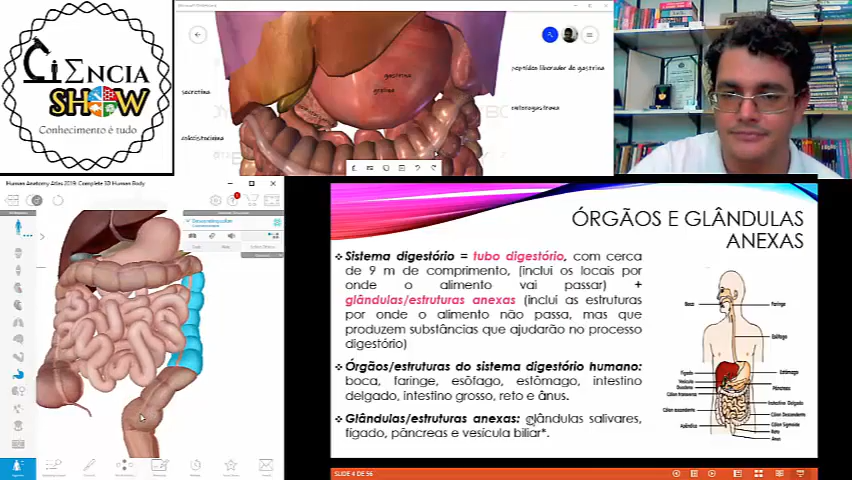 CiÊNCIA
SHOW
Conhecimento é tudo
gastrina
grelina
peptídeo liberador de gastrina
secretina
enterogastrona
colecistocinina
Human Anatomy Atlas 2019: Complete 3D Human Body
ÓRGÃOS E GLÂNDULAS
ANEXAS
❖ Sistema digestório = tubo digestório, com cerca
de 9 m de comprimento, (inclui os locais por
onde o alimento vai passar) +
glândulas/estruturas anexas (inclui as estruturas
por onde o alimento não passa, mas que
produzem substâncias que ajudarão no processo
digestório)
❖ Órgãos/estruturas do sistema digestório humano:
boca, faringe, esôfago, estômago, intestino
delgado, intestino grosso, reto e ânus.
❖ Glândulas/estruturas anexas: glândulas salivares,
fígado, pâncreas e vesícula biliar*.
Boca
Faringe
Esôfago
Fígado
Vesícula
Duodeno
Cólon transverso
Cólon ascendente
Apêndice
Estômago
Pâncreas
Intestino Delgado
Cólon Descendente
Cólon Sigmoide
Reto
Ânus
SLIDE 4 DE 56